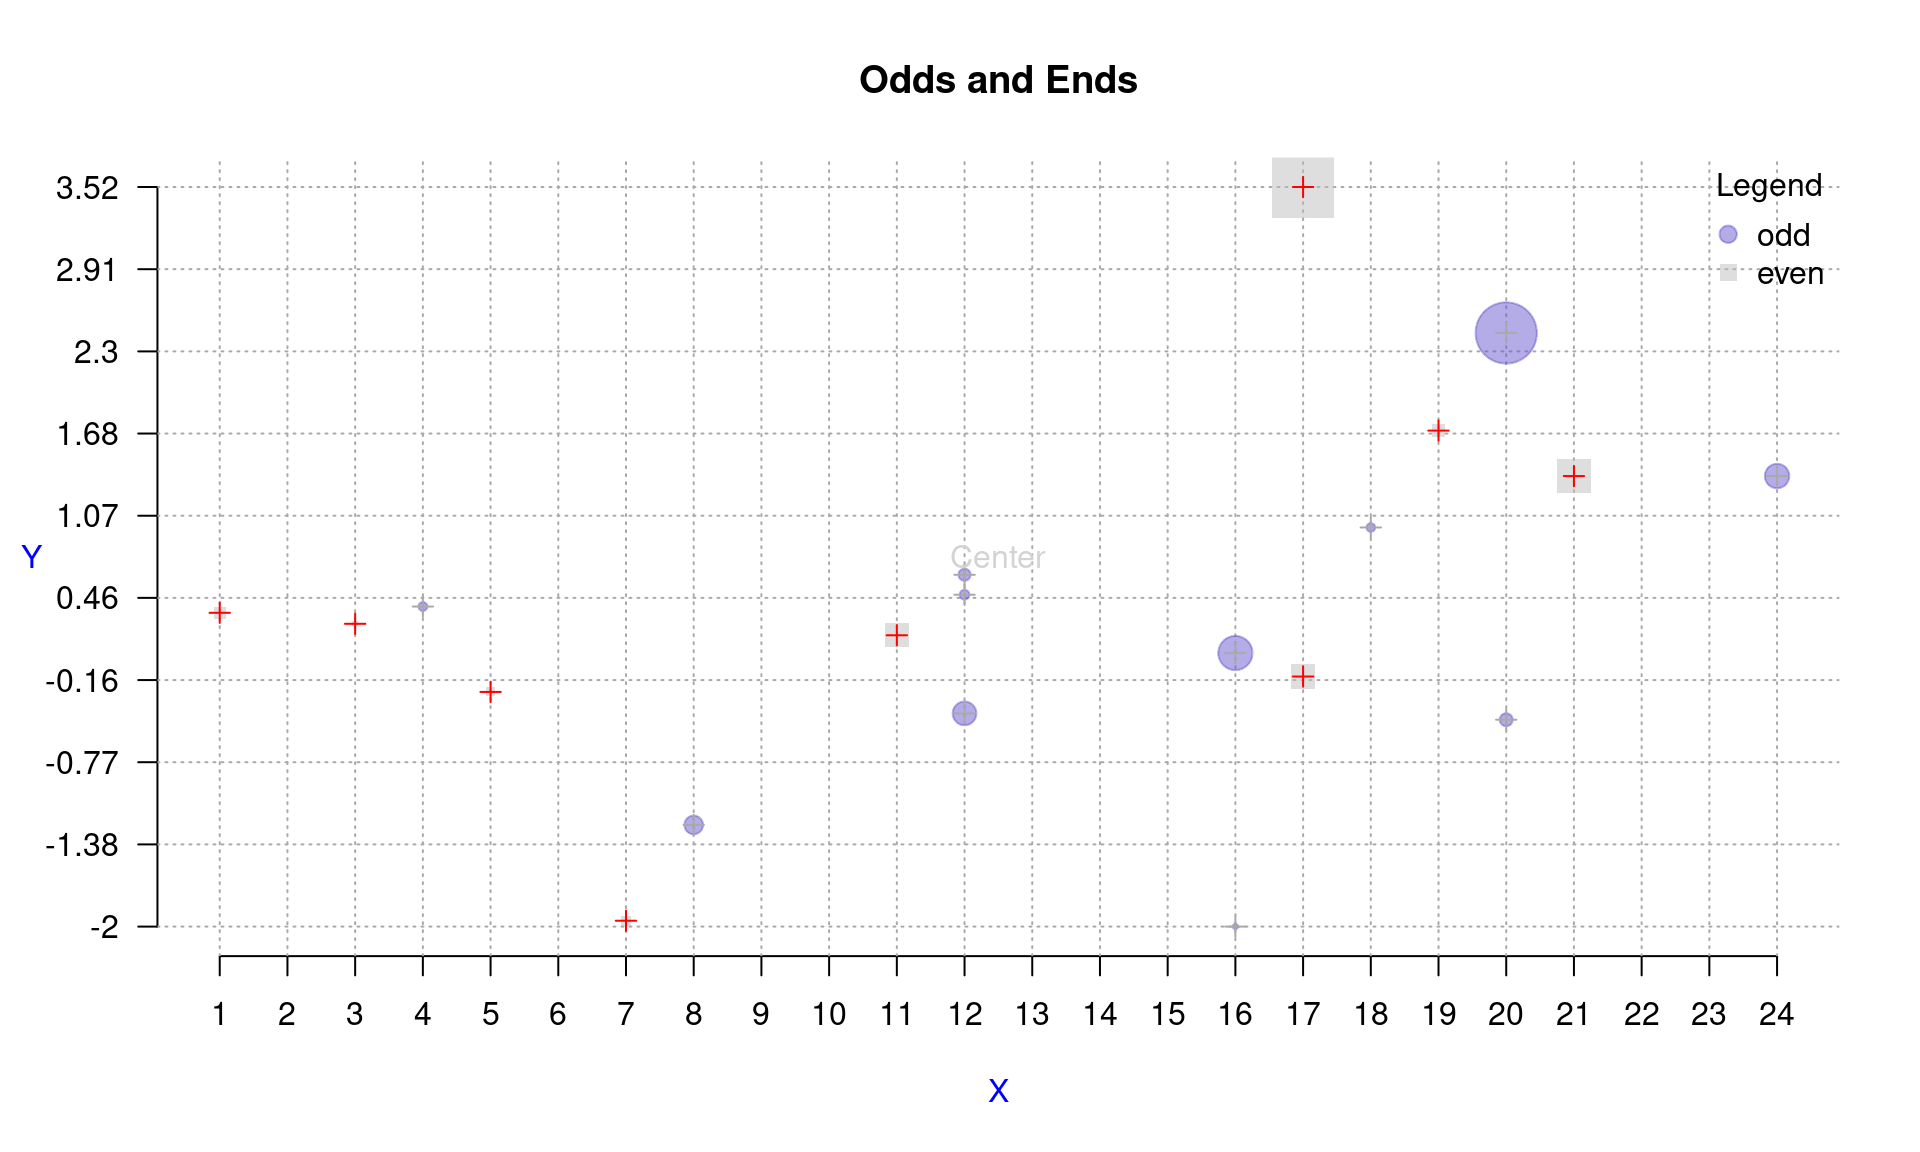 Odds and Ends
Legend
odd
even
3.52
2.91
2.3
1.68
1.07
0.46
-0.16
-0.77
-1.38
-2
Y
Center
1 2 3 4 5 6 7 8 9 10 11 12 13 14 15 16 17 18 19 20 21 22 23 24
X